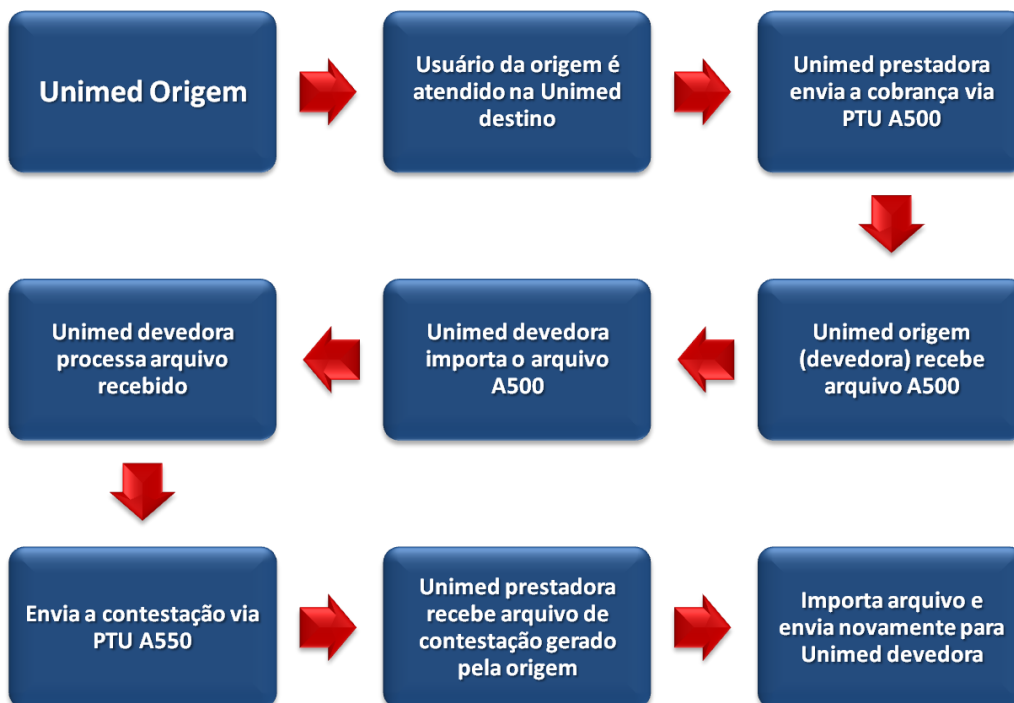 Unimed Origem
Usuário da origem é
atendido na Unimed
destino
Unimed prestadora
envia a cobrança via
PTU A500
Unimed origem
(devedora) recebe
arquivo A500
Unimed devedora
importa o arquivo
A500
Unimed devedora
processa arquivo
recebido
Envia a contestação via
PTU A550
Unimed prestadora
recebe arquivo de
contestação gerado
pela origem
Importa arquivo e
envia novamente para
Unimed devedora